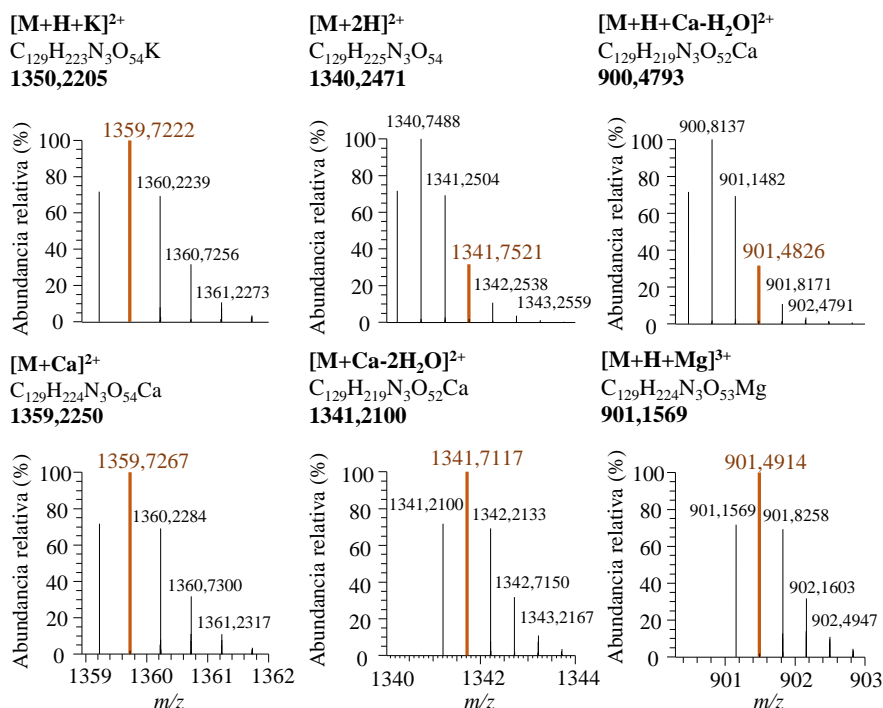 [M+H+K]²⁺
C₁₂₉H₂₂₃N₃O₅₄K
1350,2205
Abundancia relativa (%)
100
80
60
40
20
0
1359,7222
1360,2239
1360,7256
1361,2273
[M+2H]²⁺
C₁₂₉H₂₂₅N₃O₅₄
1340,2471
Abundancia relativa (%)
100
80
60
40
20
0
1340,7488
1341,2504
1341,7521
1342,2538
1343,2559
[M+H+Ca-H₂O]²⁺
C₁₂₉H₂₁₉N₃O₅₂Ca
900,4793
Abundancia relativa (%)
100
80
60
40
20
0
900,8137
901,1482
901,4826
901,8171
902,4791
[M+Ca]²⁺
C₁₂₉H₂₂₄N₃O₅₄Ca
1359,2250
Abundancia relativa (%)
100
80
60
40
20
0
1359,7267
1360,2284
1360,7300
1361,2317
1359 1360 1361 1362
m/z
[M+Ca-2H₂O]²⁺
C₁₂₉H₂₁₉N₃O₅₂Ca
1341,2100
Abundancia relativa (%)
100
80
60
40
20
0
1341,7117
1341,2100
1342,2133
1342,7150
1343,2167
1340 1342 1344
m/z
[M+H+Mg]³⁺
C₁₂₉H₂₂₄N₃O₅₃Mg
901,1569
Abundancia relativa (%)
100
80
60
40
20
0
901,4914
901,1569
901,8258
902,1603
902,4947
901 902 903
m/z